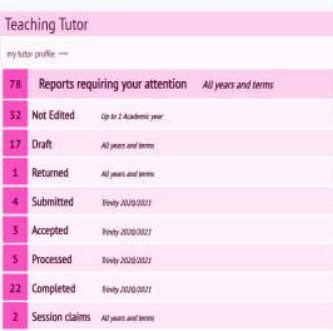 Teaching Tutor
my tutor profile
78 Reports requiring your attention All years and terms
32 Not Edited Up to 1 Academic year
17 Draft All years and terms
1 Returned All years and terms
4 Submitted Trinity 2020/2021
3 Accepted Trinity 2020/2021
5 Processed Trinity 2020/2021
22 Completed Trinity 2020/2021
2 Session claims All years and terms